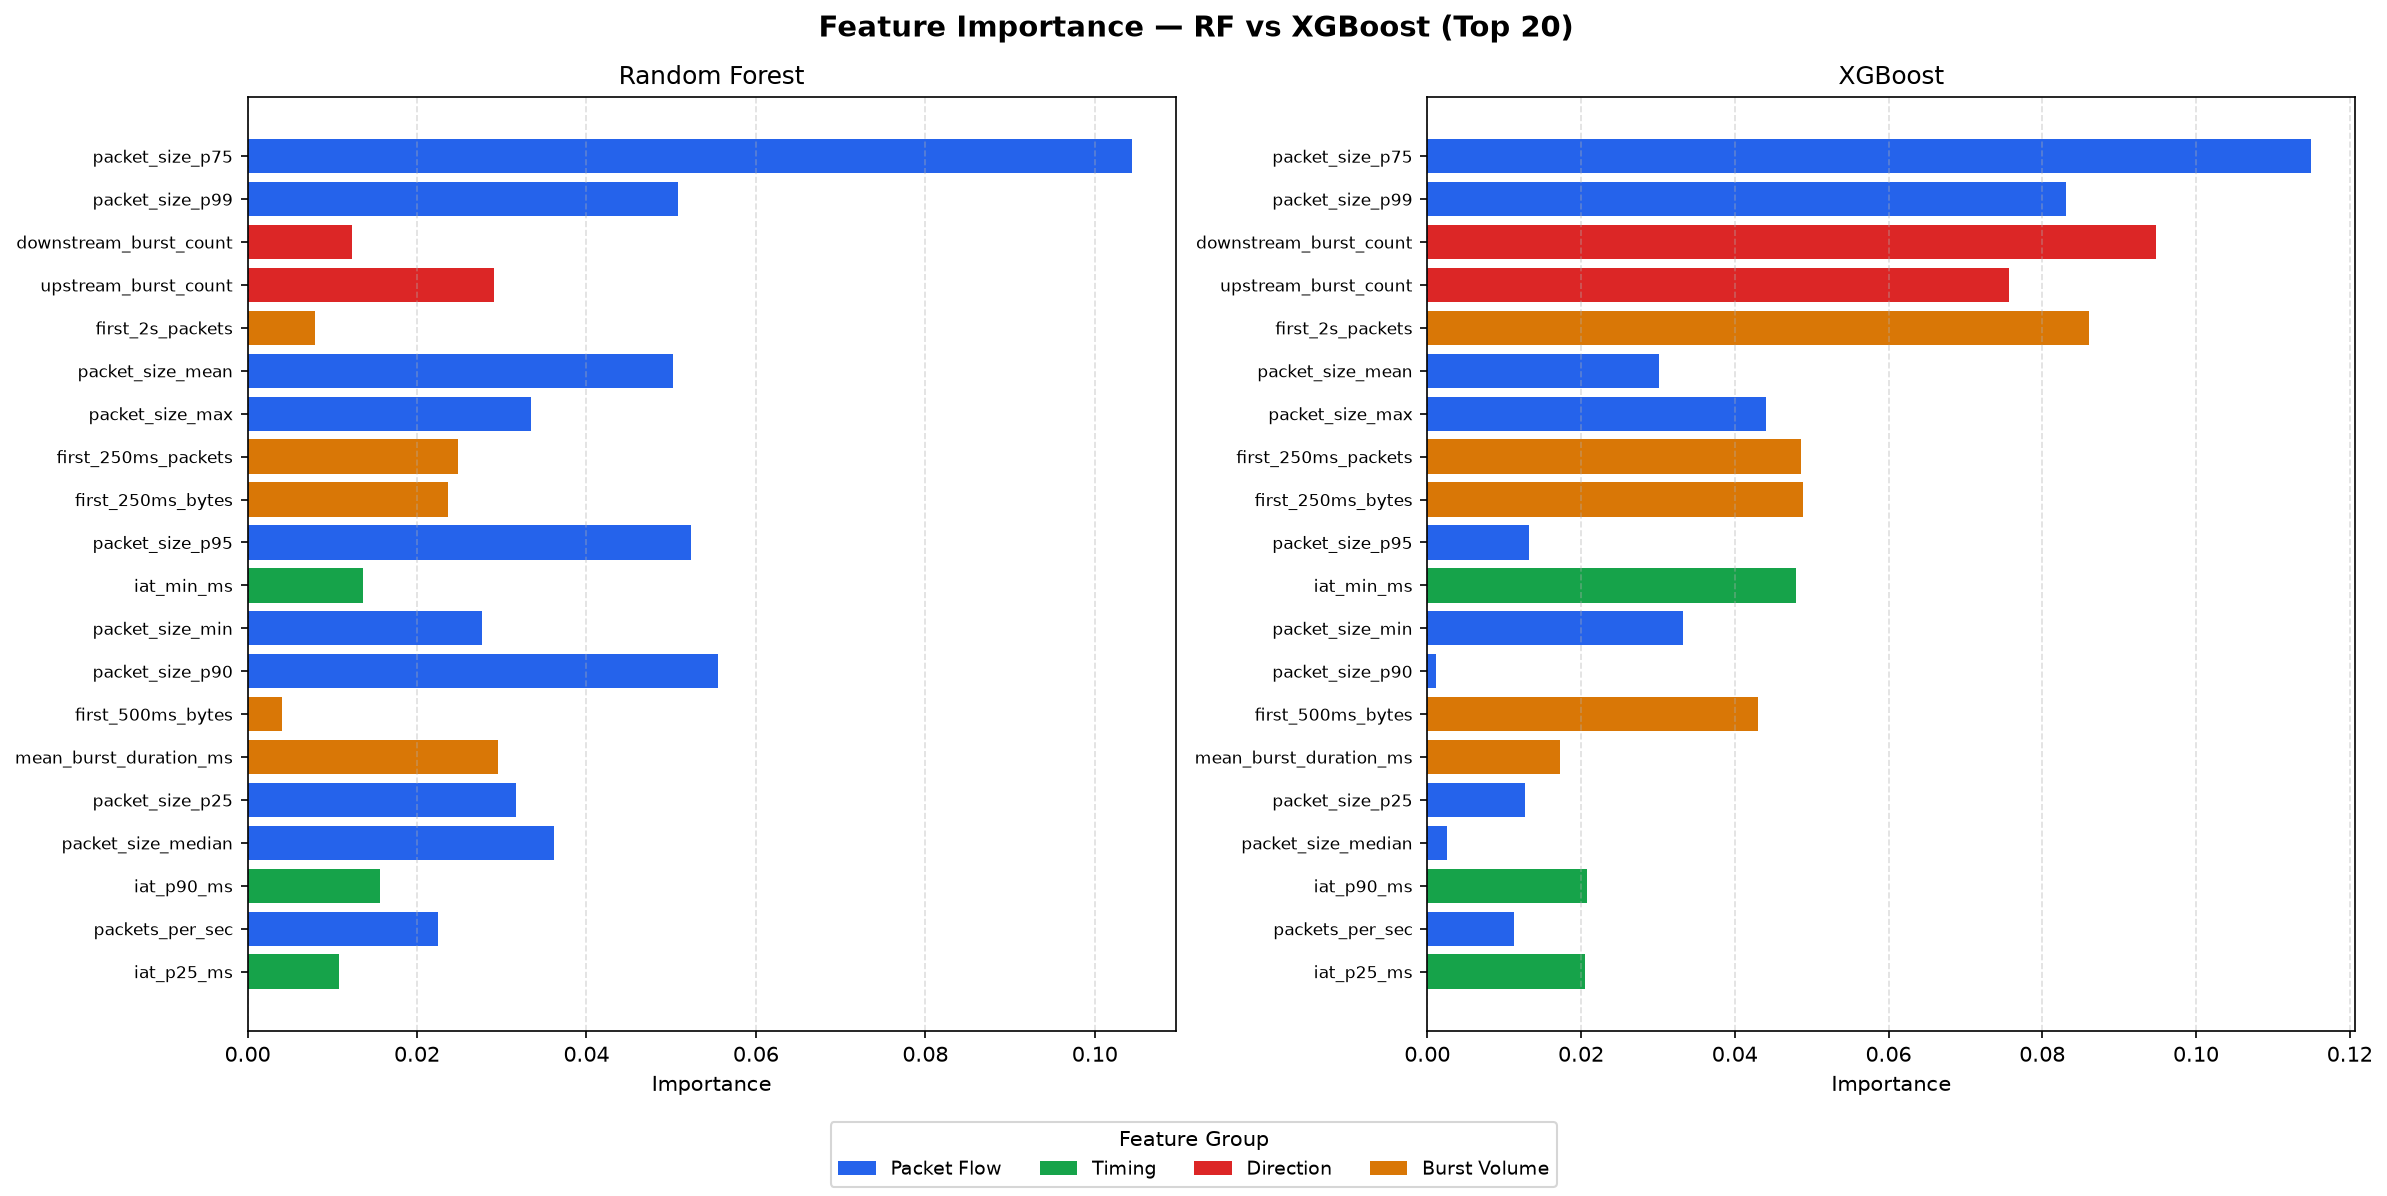 Feature Importance — RF vs XGBoost (Top 20)
Random Forest
packet_size_p75
packet_size_p99
downstream_burst_count
upstream_burst_count
first_2s_packets
packet_size_mean
packet_size_max
first_250ms_packets
first_250ms_bytes
packet_size_p95
iat_min_ms
packet_size_min
packet_size_p90
first_500ms_bytes
mean_burst_duration_ms
packet_size_p25
packet_size_median
iat_p90_ms
packets_per_sec
iat_p25_ms
0.00 0.02 0.04 0.06 0.08 0.10
Importance
XGBoost
packet_size_p75
packet_size_p99
downstream_burst_count
upstream_burst_count
first_2s_packets
packet_size_mean
packet_size_max
first_250ms_packets
first_250ms_bytes
packet_size_p95
iat_min_ms
packet_size_min
packet_size_p90
first_500ms_bytes
mean_burst_duration_ms
packet_size_p25
packet_size_median
iat_p90_ms
packets_per_sec
iat_p25_ms
0.00 0.02 0.04 0.06 0.08 0.10 0.12
Importance
Feature Group
Packet Flow Timing Direction Burst Volume